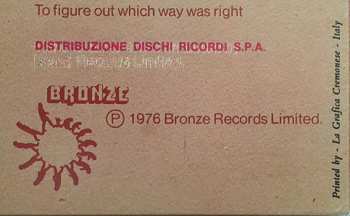 To figure out which way was right
DISTRIBUZIONE DISCHI RICORDI S.P.A.
BRONZE
Ⓟ 1976 Bronze Records Limited.
Printed by - La Grafica Cremonese - Italy